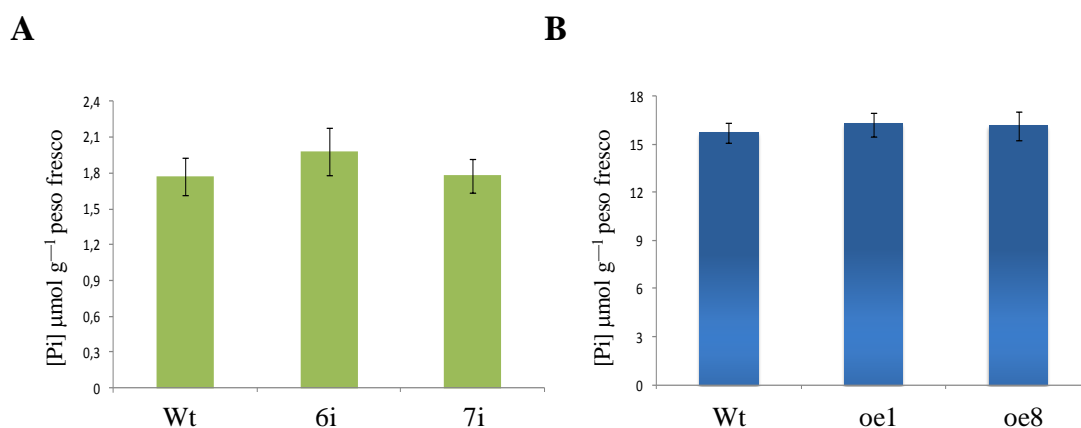 A
[Pi] µmol g—1 peso fresco
2,4
2,1
1,8
1,5
1,2
0,9
0,6
0,3
0
Wt 6i 7i
B
[Pi] µmol g—1 peso fresco
18
15
12
9
6
3
0
Wt oe1 oe8